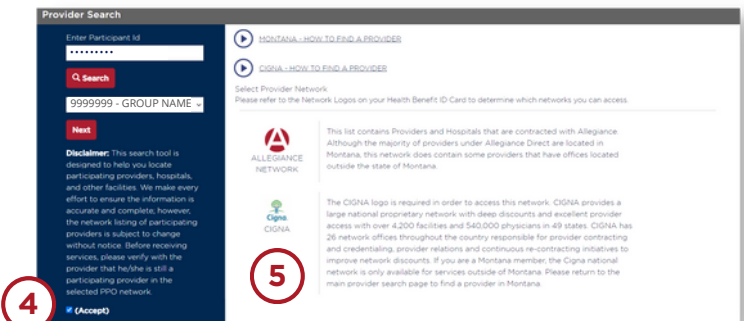 Provider Search
Enter Participant Id
•••••••••
Search
9999999 - GROUP NAME
Next
Disclaimer: This search tool is
designed to help you locate
participating providers, hospitals,
and other facilities. We make every
effort to ensure the information is
accurate and complete; however,
the network listing of participating
providers is subject to change
without notice. Before receiving
services, please verify with the
provider that he/she is still a
participating provider in the
selected PPO network.
4
(Accept)
MONTANA - HOW TO FIND A PROVIDER
CIGNA - HOW TO FIND A PROVIDER
Select Provider Network
Please refer to the Network Logos on your Health Benefit ID Card to determine which networks you can access.
ALLEGIANCE
NETWORK
This list contains Providers and Hospitals that are contracted with Allegiance.
Although the majority of providers under Allegiance Direct are located in
Montana, this network does contain some providers that have offices located
outside the state of Montana.
Cigna.
CIGNA
5
The CIGNA logo is required in order to access this network. CIGNA provides a
large national proprietary network with deep discounts and excellent provider
access with over 4,200 facilities and 540,000 physicians in 49 states. CIGNA has
26 network offices throughout the country responsible for provider contracting
and credentialing, provider relations and continuous re-contracting initiatives to
improve network discounts. If you are a Montana member, the Cigna national
network is only available for services outside of Montana. Please return to the
main provider search page to find a provider in Montana.